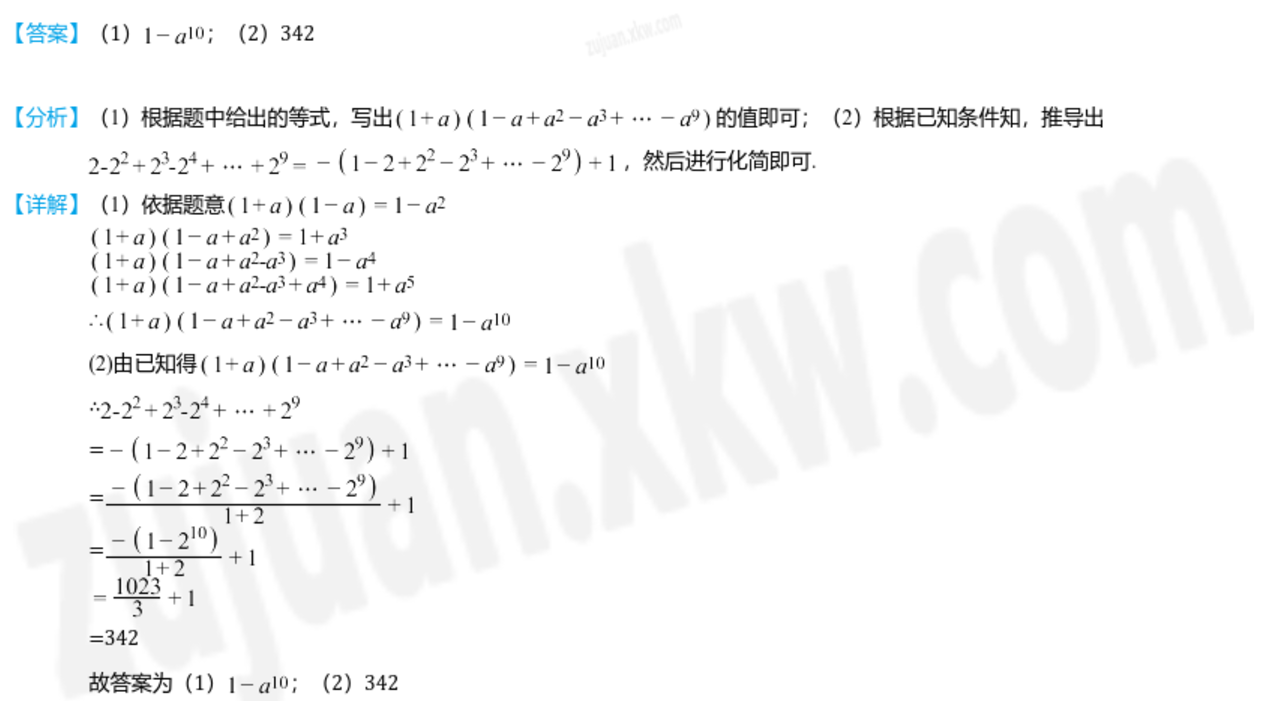 【答案】（1）1－a¹⁰；（2）342
zujuan.xkw.com
【分析】（1）根据题中给出的等式，写出(1+a)(1－a+a²－a³+ ⋯ －a⁹)的值即可；（2）根据已知条件知，推导出
2-2²+2³-2⁴+ ⋯ +2⁹=－(1－2+2²－2³+ ⋯ －2⁹)+1，然后进行化简即可.
【详解】（1）依据题意(1+a)(1－a)=1－a²
(1+a)(1－a+a²)=1+a³
(1+a)(1－a+a²-a³)=1－a⁴
(1+a)(1－a+a²-a³+a⁴)=1+a⁵
∴(1+a)(1－a+a²－a³+ ⋯ －a⁹)=1－a¹⁰
(2)由已知得(1+a)(1－a+a²－a³+ ⋯ －a⁹)=1－a¹⁰
∵2-2²+2³-2⁴+ ⋯ +2⁹
=－(1－2+2²－2³+ ⋯ －2⁹)+1
=\frac{－(1－2+2²－2³+ ⋯ －2⁹)}{1+2}+1
=\frac{－(1－2¹⁰)}{1+2}+1
=\frac{1023}{3}+1
=342
故答案为（1）1－a¹⁰；（2）342
zujuan.xkw.com